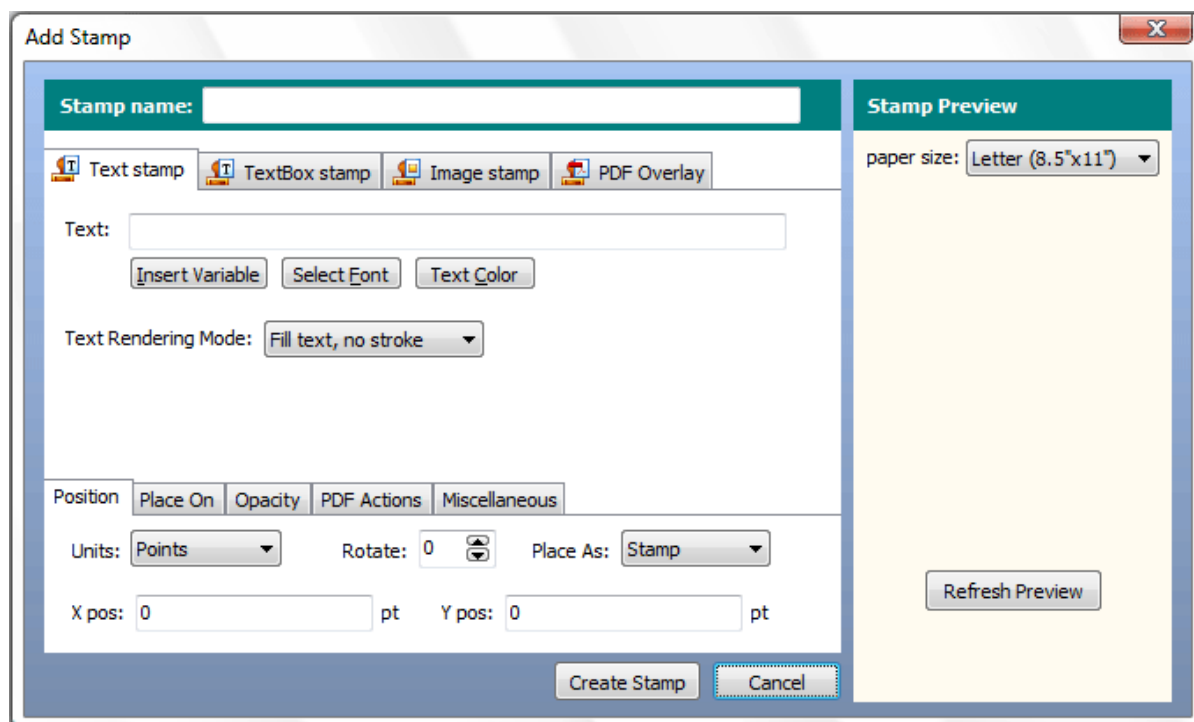 Add Stamp
Stamp name:
Stamp Preview
paper size: Letter (8.5"x11")
Text stamp TextBox stamp Image stamp PDF Overlay
Text:
Insert Variable Select Font Text Color
Text Rendering Mode: Fill text, no stroke
Position Place On Opacity PDF Actions Miscellaneous
Units: Points Rotate: 0 Place As: Stamp
X pos: 0 pt Y pos: 0 pt
Refresh Preview
Create Stamp Cancel